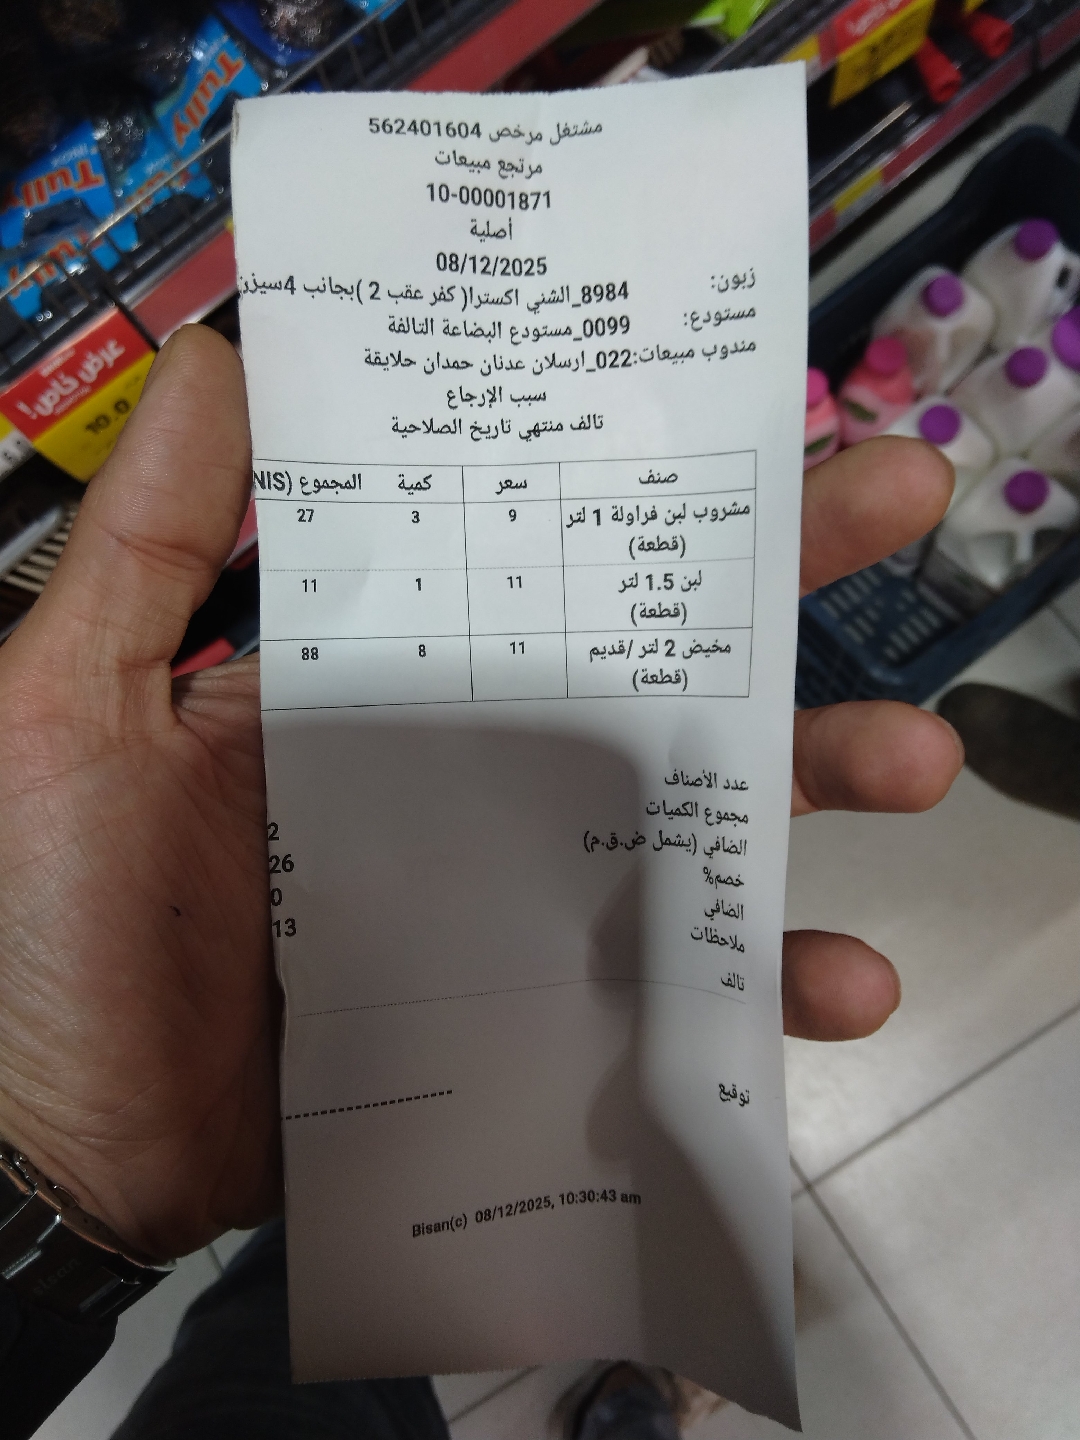 مشتغل مرخص 562401604
مرتجع مبيعات
10-00001871
أصلية
08/12/2025
زبون: 8984_الشني اكسترا( كفر عقب 2 )بجانب 4سيزن
مستودع: 0099_مستودع البضاعة التالفة
مندوب مبيعات:022_ارسلان عدنان حمدان حلايقة
سبب الإرجاع
تالف منتهي تاريخ الصلاحية
صنف سعر كمية المجموع (NIS
مشروب لبن فراولة 1 لتر 9 3 27
(قطعة)
لبن 1.5 لتر 11 1 11
(قطعة)
مخيض 2 لتر /قديم 11 8 88
(قطعة)
عدد الأصناف
مجموع الكميات
2 الصافي (يشمل ض.ق.م)
26 خصم%
0 الصافي
13 ملاحظات
تالف
توقيع
Bisan(c) 08/12/2025, 10:30:43 am
Tully
Tully
عرض خاص!
10.0